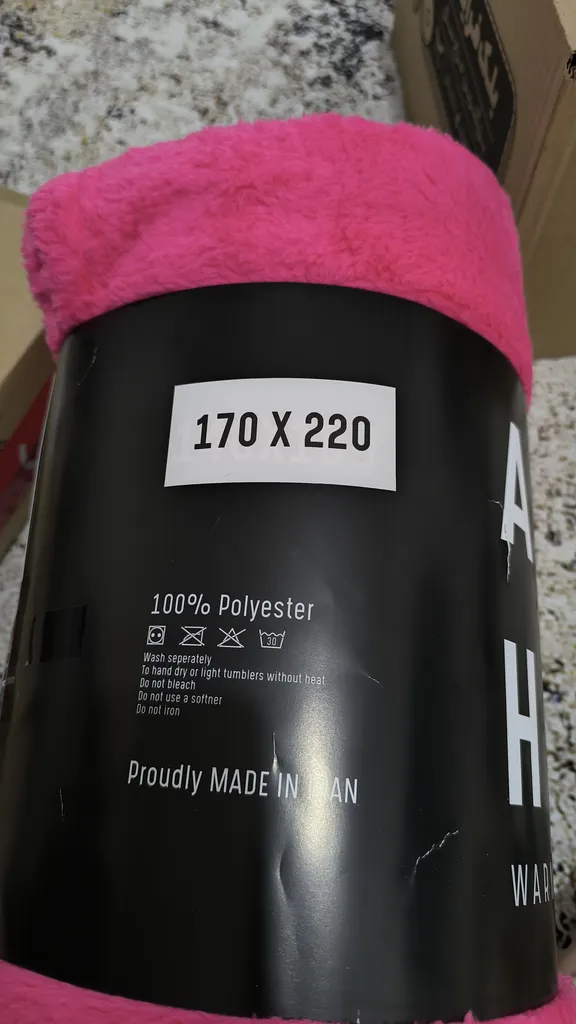 170 X 220
100% Polyester
30
Wash seperately
To hand dry or light tumblers without heat
Do not bleach
Do not use a softner
Do not iron
Proudly MADE IN
A
H